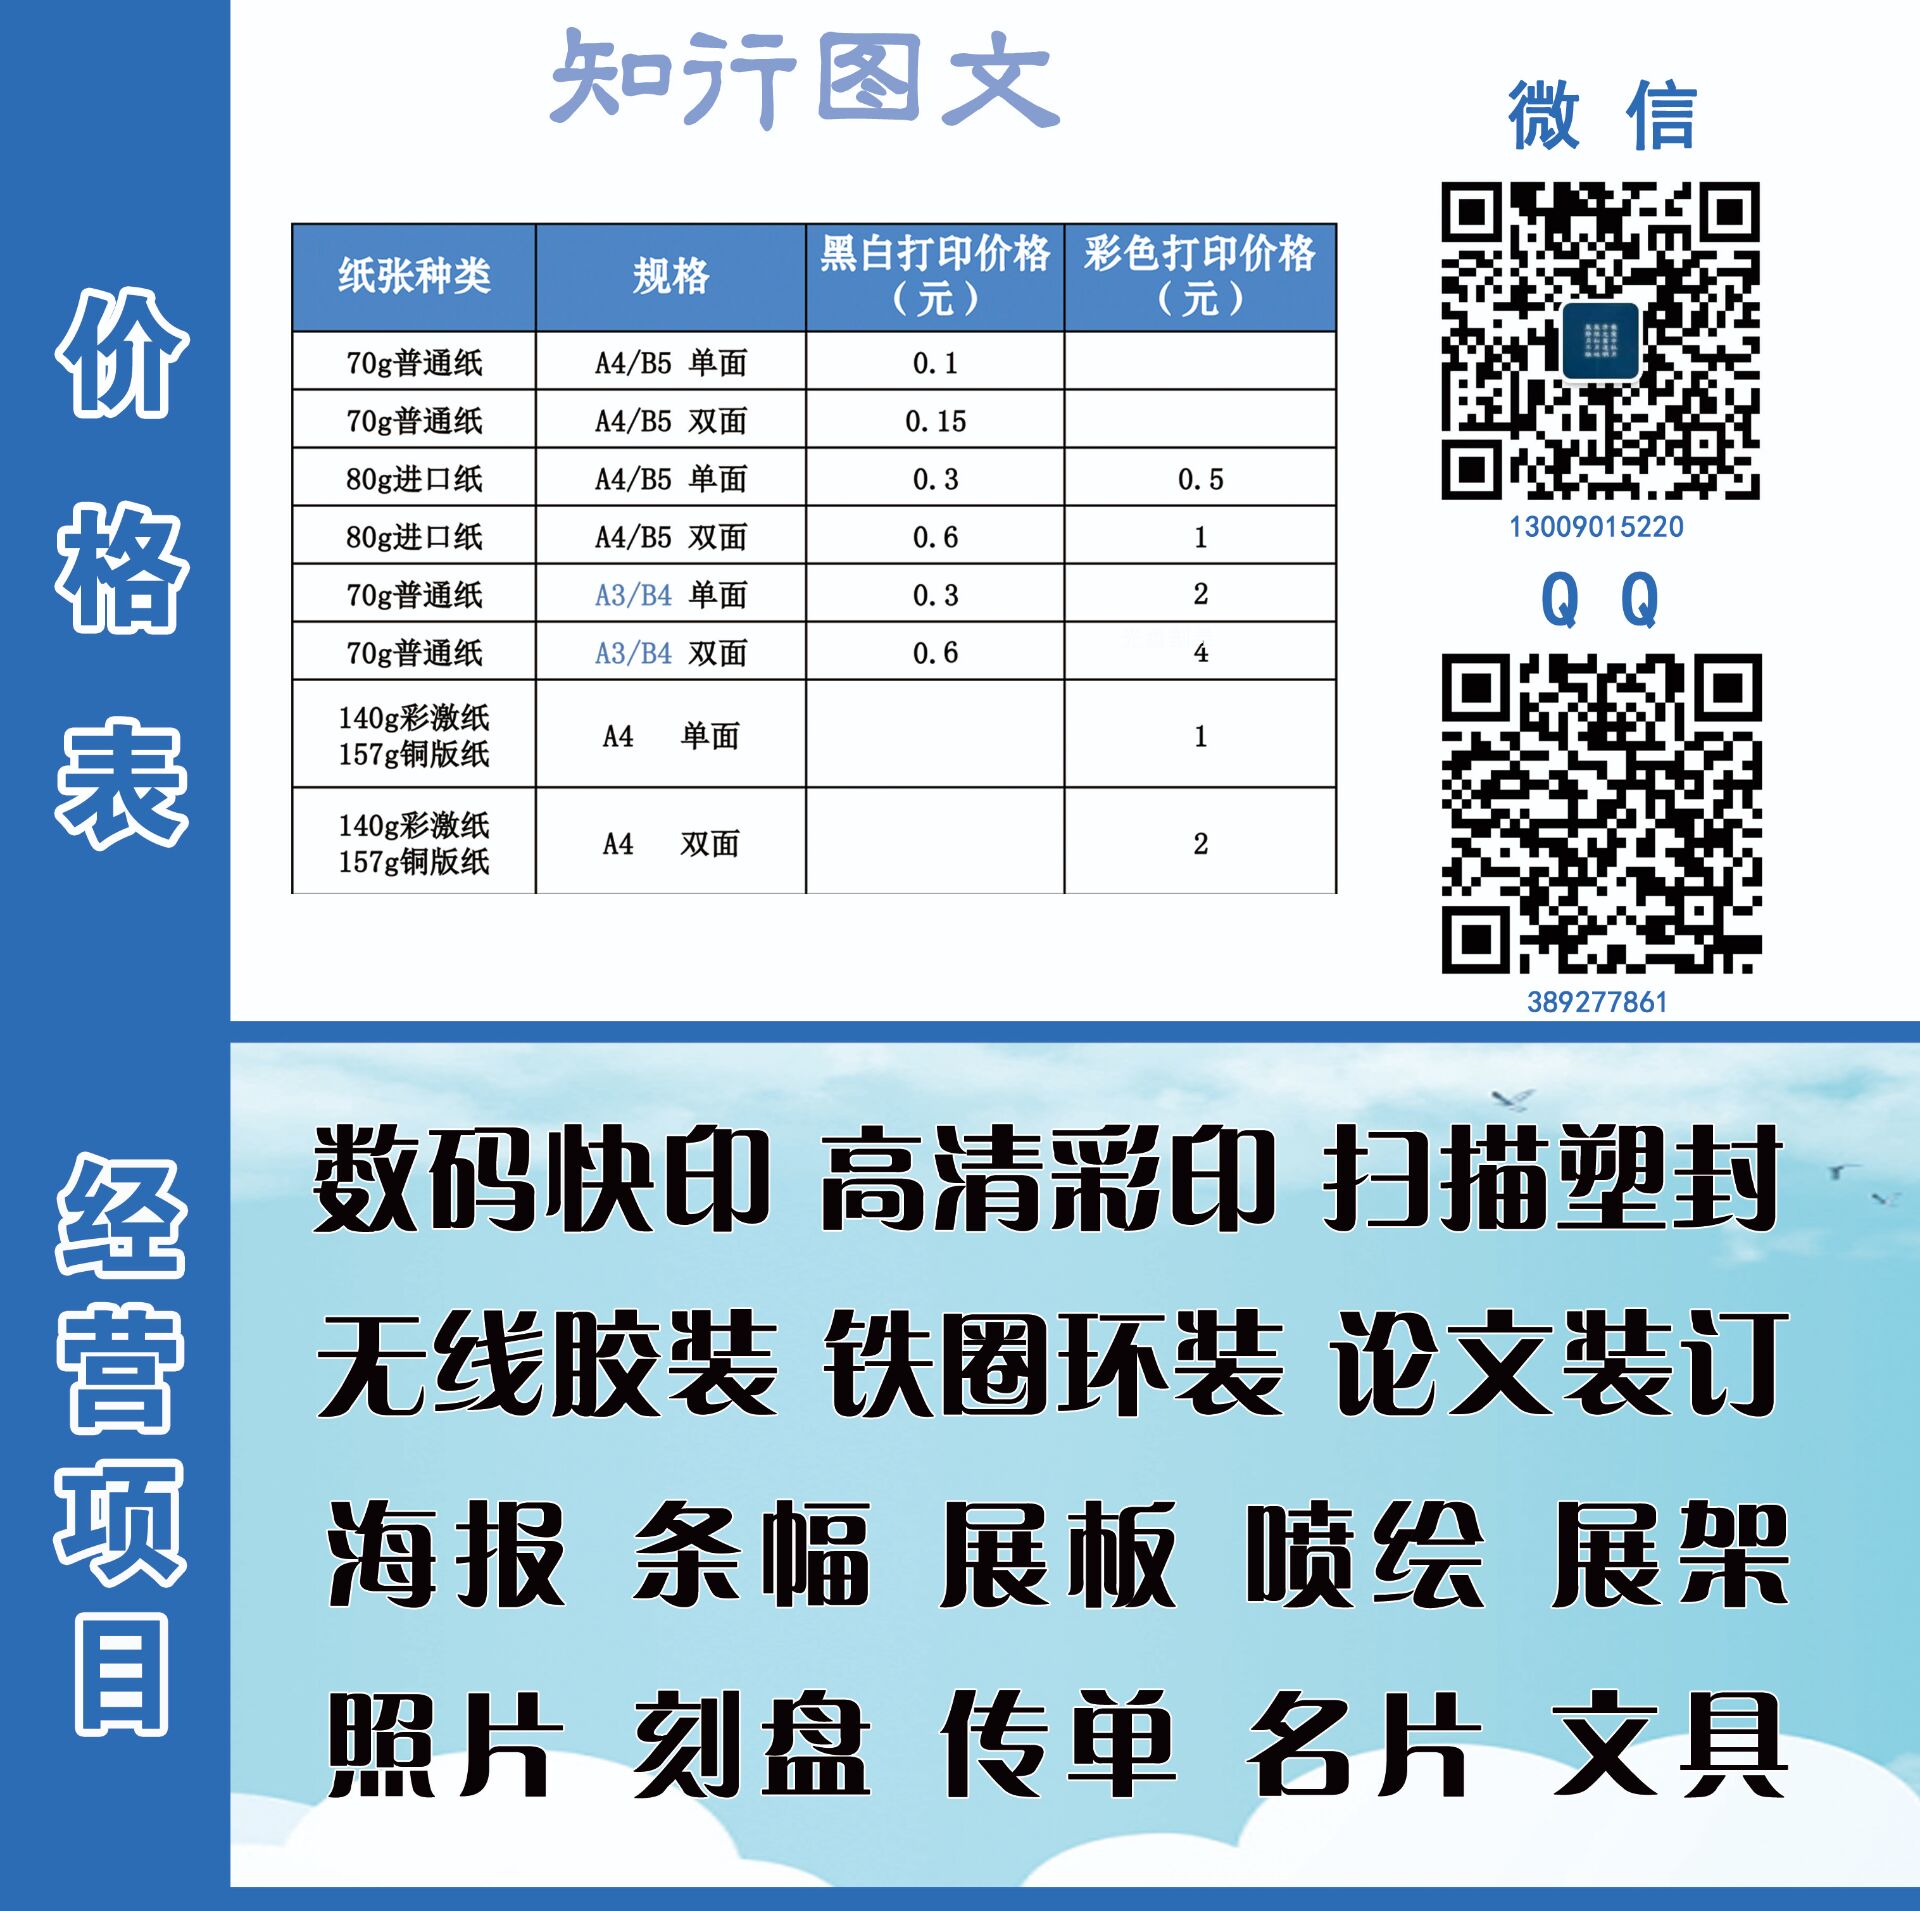 知行图文
价格表
纸张种类 规格 黑白打印价格（元） 彩色打印价格（元）
70g普通纸 A4/B5 单面 0.1
70g普通纸 A4/B5 双面 0.15
80g进口纸 A4/B5 单面 0.3 0.5
80g进口纸 A4/B5 双面 0.6 1
70g普通纸 A3/B4 单面 0.3 2
70g普通纸 A3/B4 双面 0.6 4
140g彩激纸
157g铜版纸 A4 单面 1
140g彩激纸
157g铜版纸 A4 双面 2
微信
13009015220
QQ
389277861
经营项目
数码快印 高清彩印 扫描塑封
无线胶装 铁圈环装 论文装订
海报 条幅 展板 喷绘 展架
照片 刻盘 传单 名片 文具